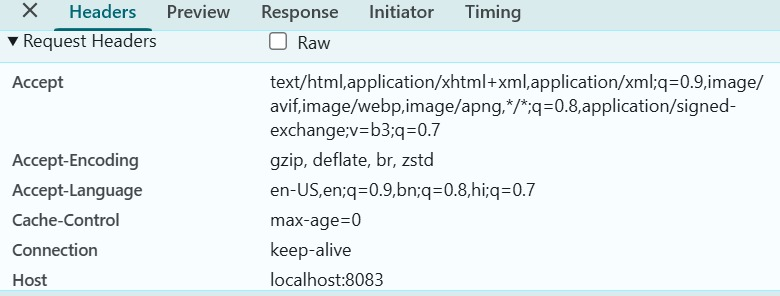 Headers Preview Response Initiator Timing
Request Headers Raw
Accept text/html,application/xhtml+xml,application/xml;q=0.9,image/
avif,image/webp,image/apng,*/*;q=0.8,application/signed-
exchange;v=b3;q=0.7
Accept-Encoding gzip, deflate, br, zstd
Accept-Language en-US,en;q=0.9,bn;q=0.8,hi;q=0.7
Cache-Control max-age=0
Connection keep-alive
Host localhost:8083